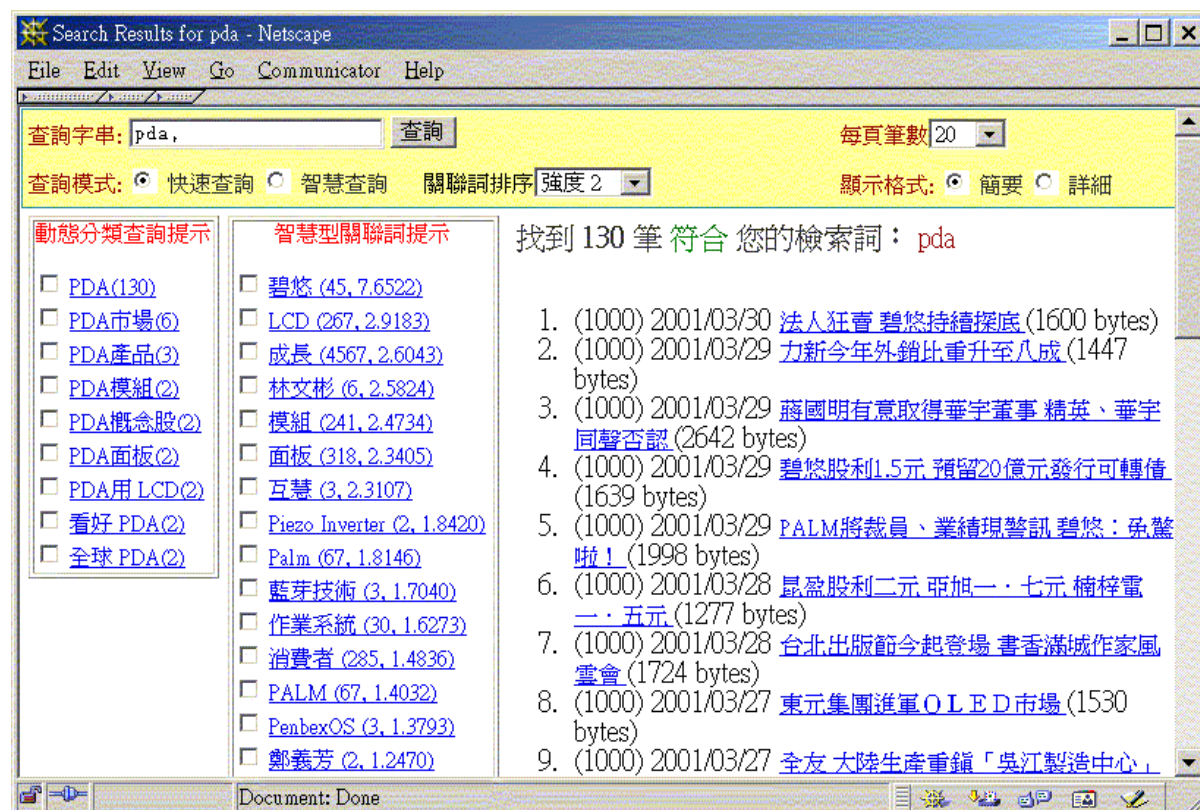 Search Results for pda - Netscape
File Edit View Go Communicator Help
查詢字串: pda, 查詢 每頁筆數 20
查詢模式: 快速查詢 智慧查詢 關聯詞排序 強度 2 顯示格式: 簡要 詳細
動態分類查詢提示
PDA(130)
PDA市場(6)
PDA產品(3)
PDA模組(2)
PDA概念股(2)
PDA面板(2)
PDA用 LCD(2)
看好 PDA(2)
全球 PDA(2)
智慧型關聯詞提示
碧悠 (45, 7.6522)
LCD (267, 2.9183)
成長 (4567, 2.6043)
林文彬 (6, 2.5824)
模組 (241, 2.4734)
面板 (318, 2.3405)
互慧 (3, 2.3107)
Piezo Inverter (2, 1.8420)
Palm (67, 1.8146)
藍芽技術 (3, 1.7040)
作業系統 (30, 1.6273)
消費者 (285, 1.4836)
PALM (67, 1.4032)
PenbexOS (3, 1.3793)
鄭義芳 (2, 1.2470)
找到 130 筆 符合 您的檢索詞： pda
1. (1000) 2001/03/30 法人狂賣 碧悠持續探底 (1600 bytes)
2. (1000) 2001/03/29 力新今年外銷比重升至八成 (1447
bytes)
3. (1000) 2001/03/29 蔣國明有意取得華宇董事 精英、華宇
同聲否認 (2642 bytes)
4. (1000) 2001/03/29 碧悠股利1.5元 預留20億元發行可轉債
(1639 bytes)
5. (1000) 2001/03/29 PALM將裁員、業績現警訊 碧悠：免驚
啦！ (1998 bytes)
6. (1000) 2001/03/28 昆盈股利二元 亞旭一．七元 楠梓電
一．五元 (1277 bytes)
7. (1000) 2001/03/28 台北出版節今起登場 書香滿城作家風
雲會 (1724 bytes)
8. (1000) 2001/03/27 東元集團進軍ＯＬＥＤ市場 (1530
bytes)
9. (1000) 2001/03/27 全友 大陸生產重鎮「吳江製造中心」
Document: Done